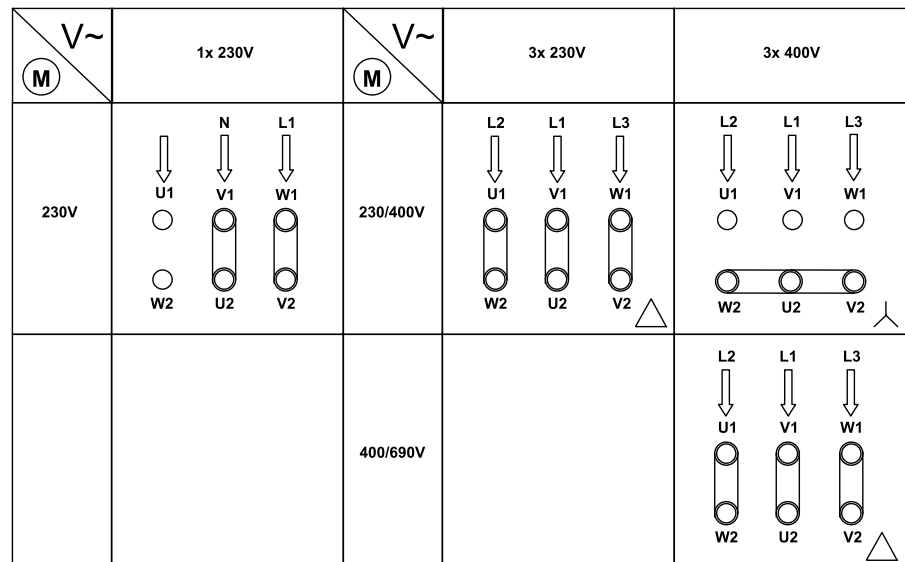 V~ 1x 230V V~ 3x 230V 3x 400V
M M
N L1 L2 L1 L3 L2 L1 L3
U1 V1 W1 U1 V1 W1 U1 V1 W1
230V 230/400V
W2 U2 V2 W2 U2 V2 W2 U2 V2
L2 L1 L3
U1 V1 W1
400/690V
W2 U2 V2